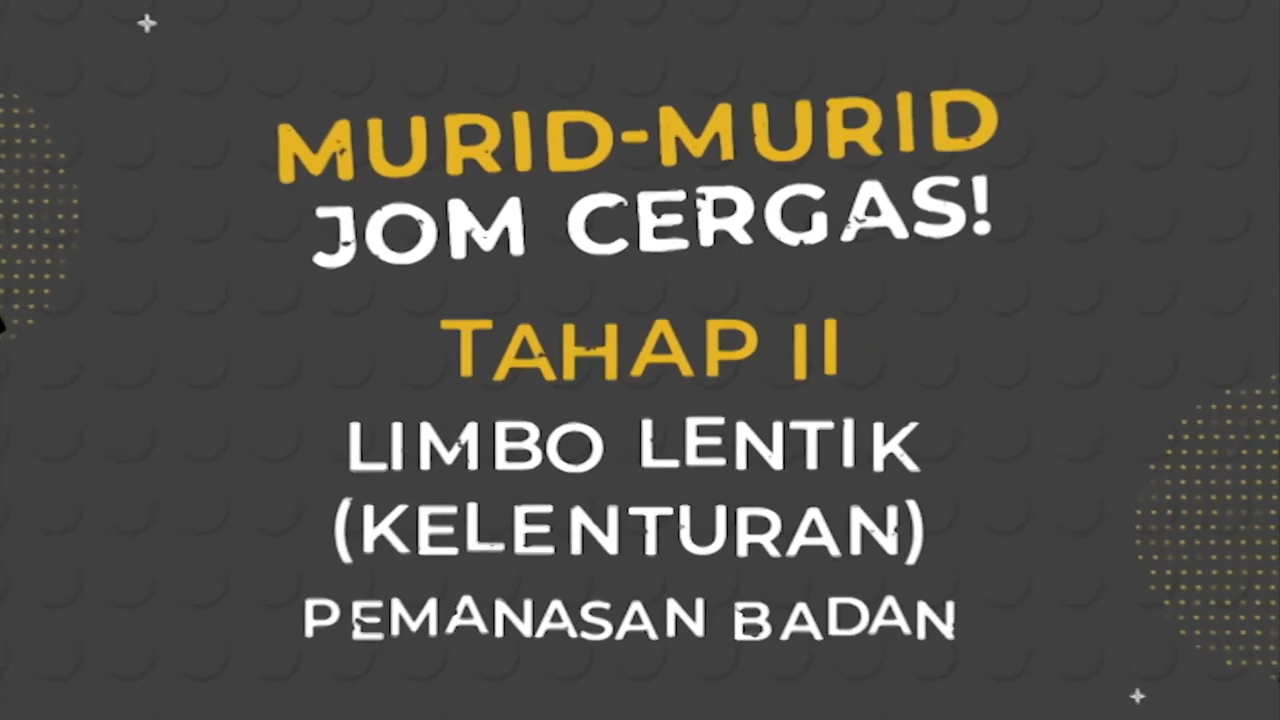 MURID-MURID
JOM CERGAS!
TAHAP II
LIMBO LENTIK
(KELENTURAN)
PEMANASAN BADAN